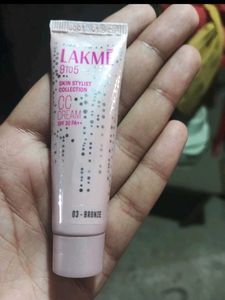 LAKMĒ
9to5
SKIN STYLIST
COLLECTION
CC
CREAM
SPF 30 PA++
03 - BRONZE